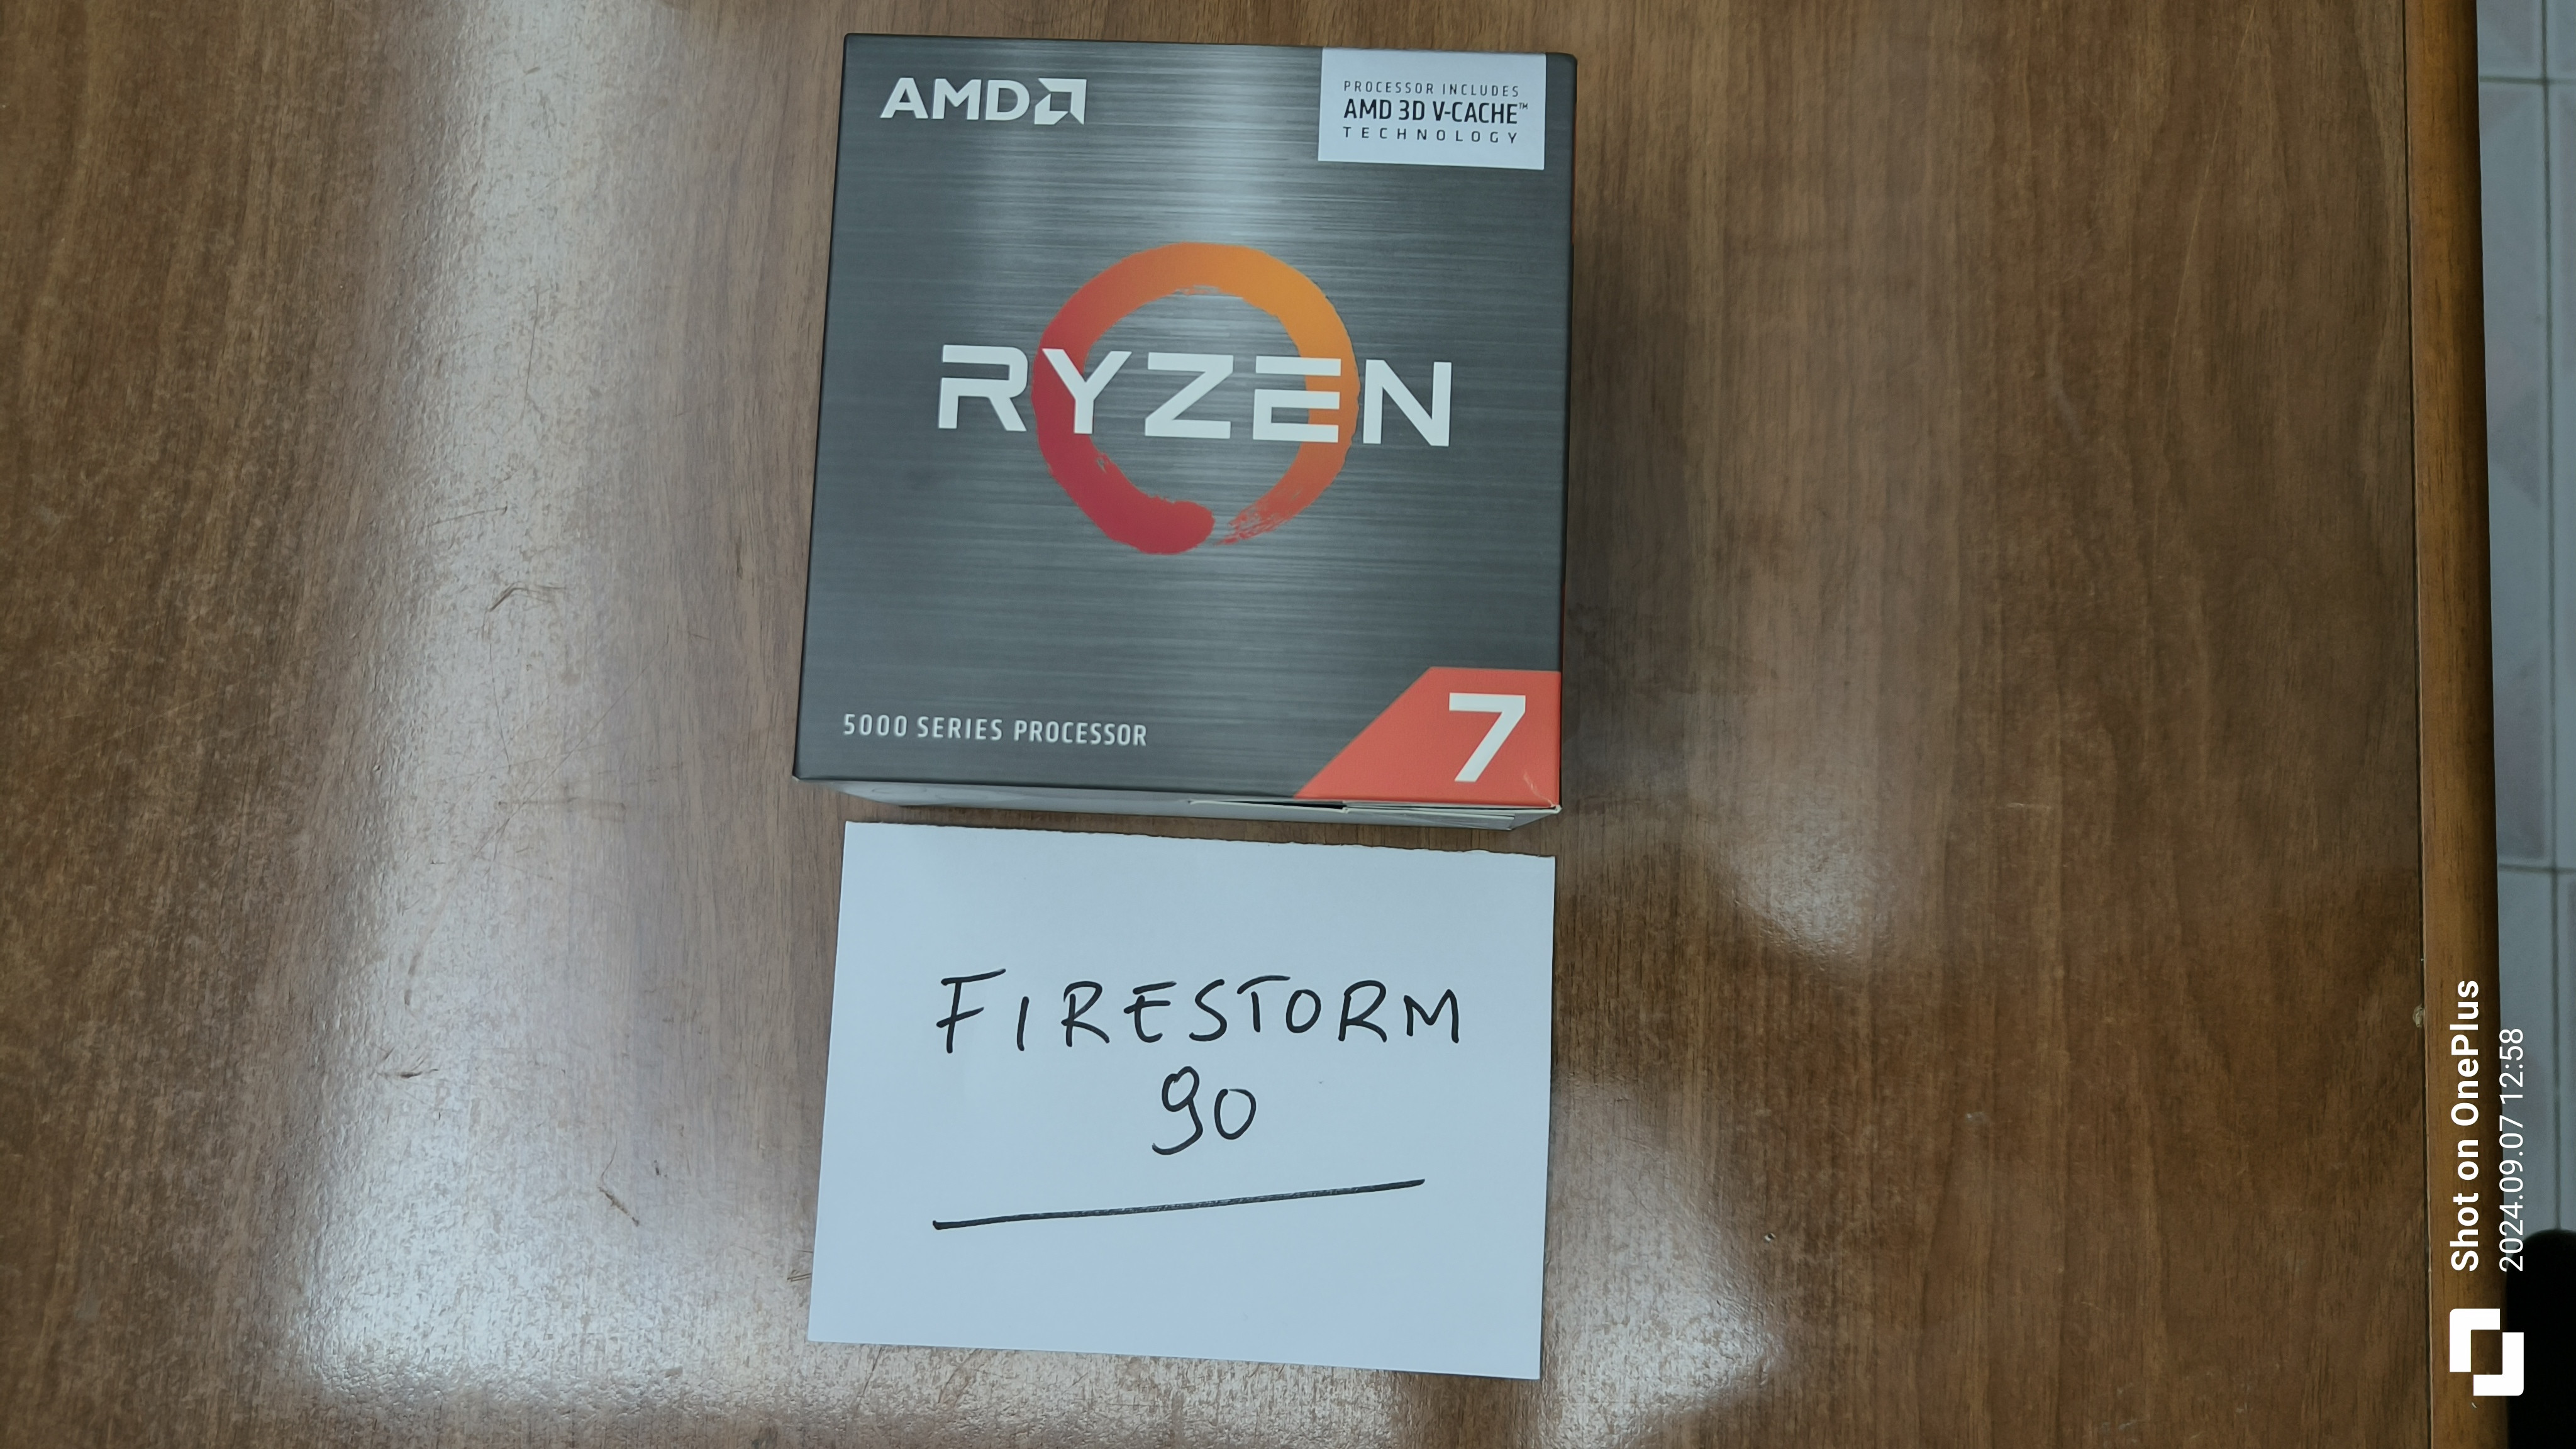 AMD
PROCESSOR INCLUDES
AMD 3D V-CACHE™
TECHNOLOGY
RYZEN
5000 SERIES PROCESSOR
7
FIRESTORM
90
Shot on OnePlus
2024.09.07 12:58